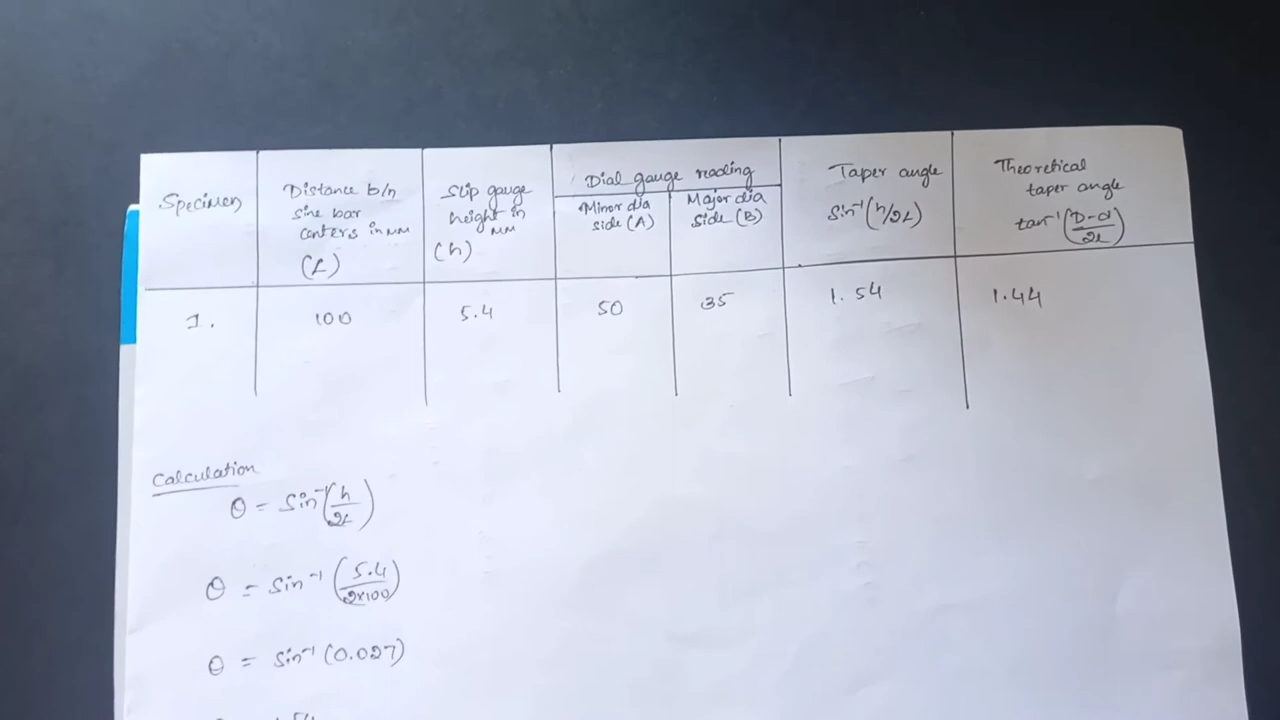 Specimen
Distance b/n
sine bar
centers in mm
(L)
Slip gauge
height in
mm
(h)
Dial gauge reading
Minor dia
side (A)
Major dia
side (B)
Taper angle
sin⁻¹(h/2L)
Theoretical
taper angle
tan⁻¹(D-d/2L)
1.
100
5.4
50
35
1.54
1.44
Calculation
θ = sin⁻¹(h/2L)
θ = sin⁻¹(5.4/2×100)
θ = sin⁻¹(0.027)